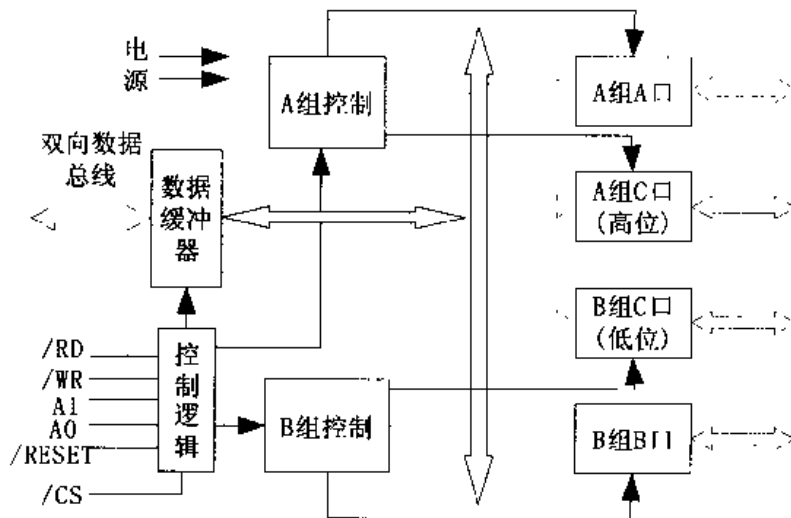 电
源
A组控制
A组A口
双向数据
总线
数据
缓冲
器
A组C口
(高位)
B组C口
(低位)
/RD
/WR
A1
A0
/RESET
/CS
控
制
逻
辑
B组控制
B组B口